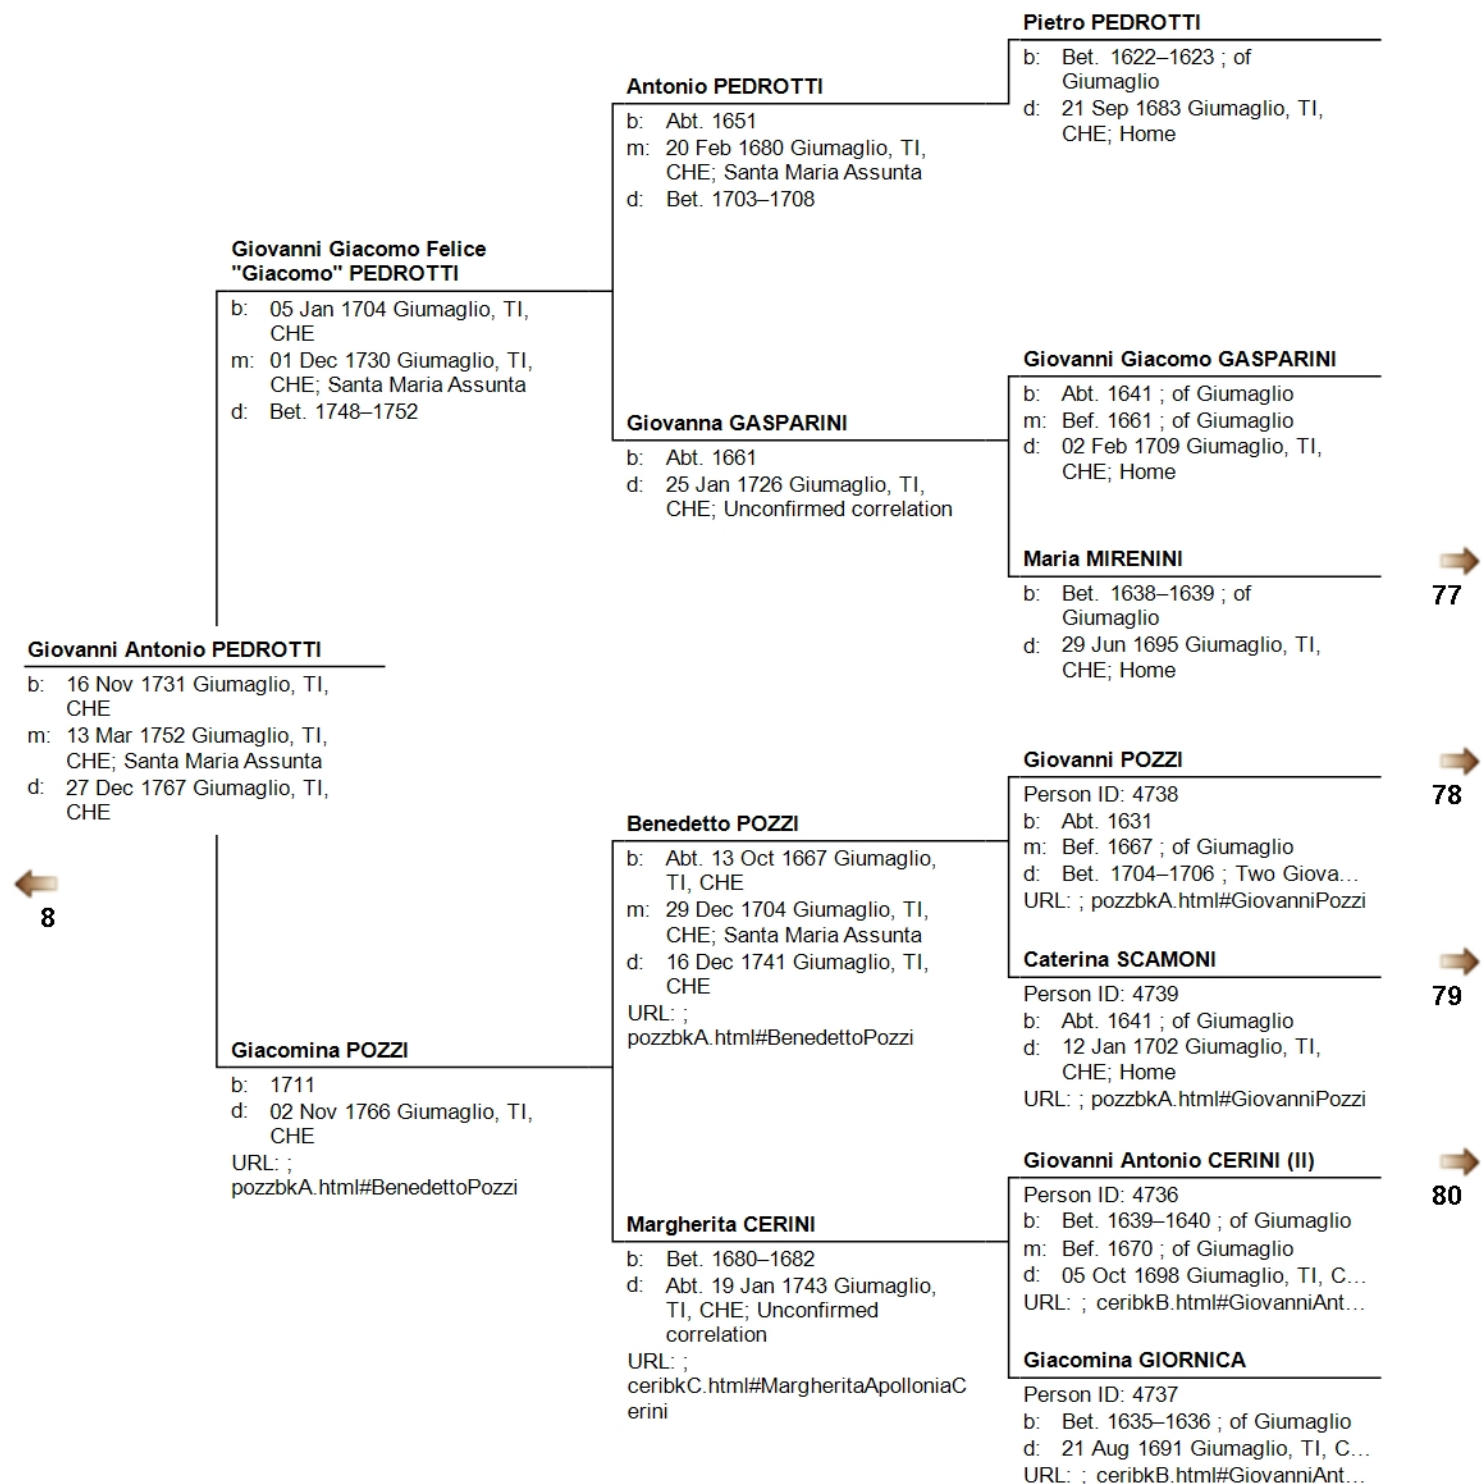 Pietro PEDROTTI
b: Bet. 1622–1623 ; of
Giumaglio
d: 21 Sep 1683 Giumaglio, TI,
CHE; Home
Antonio PEDROTTI
b: Abt. 1651
m: 20 Feb 1680 Giumaglio, TI,
CHE; Santa Maria Assunta
d: Bet. 1703–1708
Giovanni Giacomo Felice
"Giacomo" PEDROTTI
b: 05 Jan 1704 Giumaglio, TI,
CHE
m: 01 Dec 1730 Giumaglio, TI,
CHE; Santa Maria Assunta
d: Bet. 1748–1752
Giovanni Giacomo GASPARINI
b: Abt. 1641 ; of Giumaglio
m: Bef. 1661 ; of Giumaglio
d: 02 Feb 1709 Giumaglio, TI,
CHE; Home
Giovanna GASPARINI
b: Abt. 1661
d: 25 Jan 1726 Giumaglio, TI,
CHE; Unconfirmed correlation
Maria MIRENINI
77
b: Bet. 1638–1639 ; of
Giumaglio
d: 29 Jun 1695 Giumaglio, TI,
CHE; Home
Giovanni Antonio PEDROTTI
b: 16 Nov 1731 Giumaglio, TI,
CHE
m: 13 Mar 1752 Giumaglio, TI,
CHE; Santa Maria Assunta
d: 27 Dec 1767 Giumaglio, TI,
CHE
8
Giovanni POZZI
78
Person ID: 4738
b: Abt. 1631
m: Bef. 1667 ; of Giumaglio
d: Bet. 1704–1706 ; Two Giova...
URL: ; pozzbkA.html#GiovanniPozzi
Benedetto POZZI
b: Abt. 13 Oct 1667 Giumaglio,
TI, CHE
m: 29 Dec 1704 Giumaglio, TI,
CHE; Santa Maria Assunta
d: 16 Dec 1741 Giumaglio, TI,
CHE
URL: ;
pozzbkA.html#BenedettoPozzi
Caterina SCAMONI
79
Person ID: 4739
b: Abt. 1641 ; of Giumaglio
d: 12 Jan 1702 Giumaglio, TI,
CHE; Home
URL: ; pozzbkA.html#GiovanniPozzi
Giacomina POZZI
b: 1711
d: 02 Nov 1766 Giumaglio, TI,
CHE
URL: ;
pozzbkA.html#BenedettoPozzi
Giovanni Antonio CERINI (II)
80
Person ID: 4736
b: Bet. 1639–1640 ; of Giumaglio
m: Bef. 1670 ; of Giumaglio
d: 05 Oct 1698 Giumaglio, TI, C...
URL: ; ceribkB.html#GiovanniAnt...
Margherita CERINI
b: Bet. 1680–1682
d: Abt. 19 Jan 1743 Giumaglio,
TI, CHE; Unconfirmed
correlation
URL: ;
ceribkC.html#MargheritaApolloniaC
erini
Giacomina GIORNICA
Person ID: 4737
b: Bet. 1635–1636 ; of Giumaglio
d: 21 Aug 1691 Giumaglio, TI, C...
URL: ; ceribkB.html#GiovanniAnt...